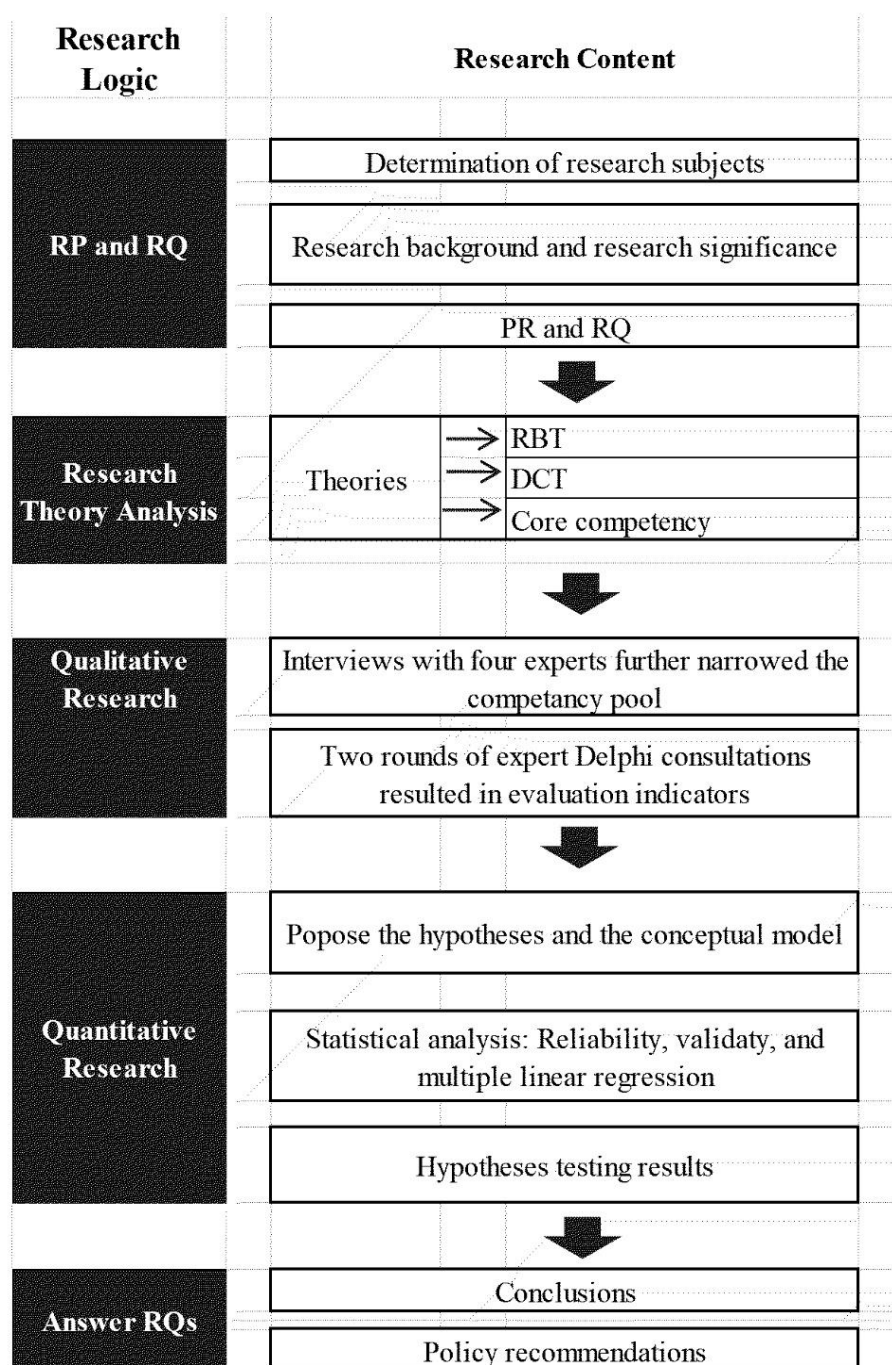 Research
Logic
Research Content
RP and RQ
Determination of research subjects
Research background and research significance
PR and RQ
Research
Theory Analysis
Theories
RBT
DCT
Core competency
Qualitative
Research
Interviews with four experts further narrowed the
competancy pool
Two rounds of expert Delphi consultations
resulted in evaluation indicators
Quantitative
Research
Popose the hypotheses and the conceptual model
Statistical analysis: Reliability, validaty, and
multiple linear regression
Hypotheses testing results
Answer RQs
Conclusions
Policy recommendations